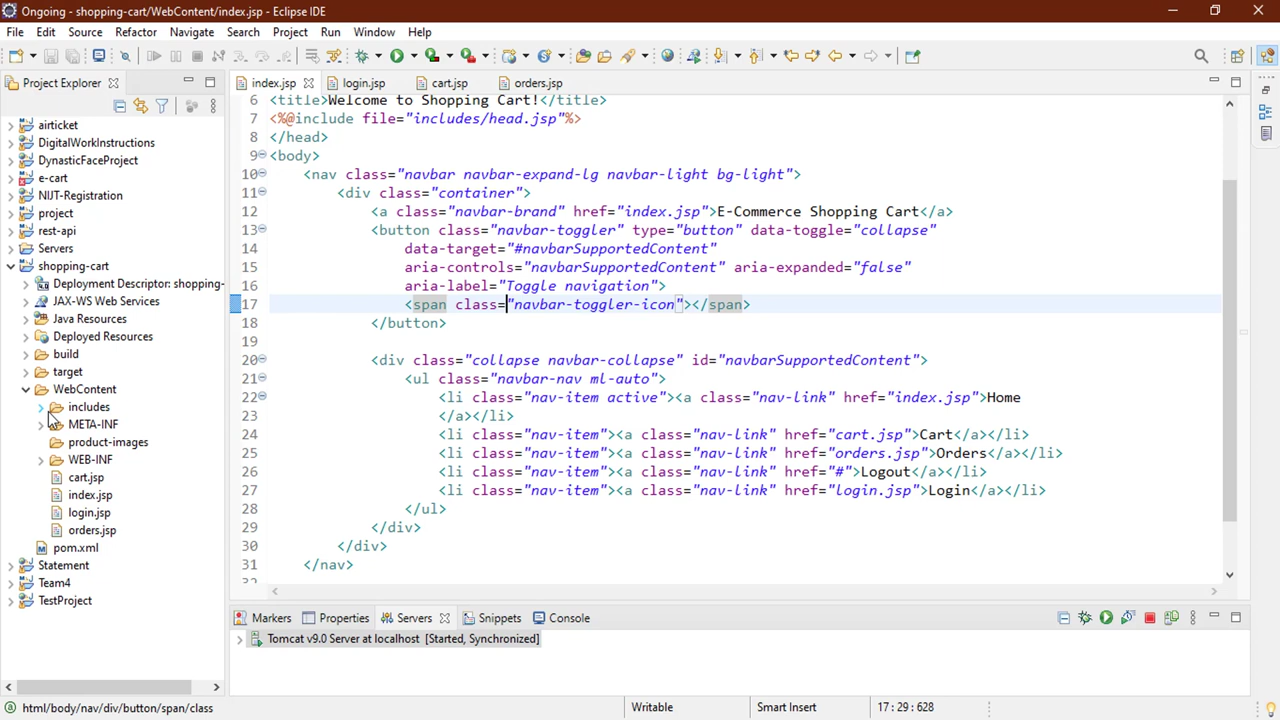 Ongoing - shopping-cart/WebContent/index.jsp - Eclipse IDE
File Edit Source Refactor Navigate Search Project Run Window Help
Project Explorer
airticket
DigitalWorkInstructions
DynasticFaceProject
e-cart
NIJT-Registration
project
rest-api
Servers
shopping-cart
Deployment Descriptor: shopping-
JAX-WS Web Services
Java Resources
Deployed Resources
build
target
WebContent
includes
META-INF
product-images
WEB-INF
cart.jsp
index.jsp
login.jsp
orders.jsp
pom.xml
Statement
Team4
TestProject
index.jsp login.jsp cart.jsp orders.jsp
6 <title>Welcome to Shopping Cart!</title>
7 <%@include file="includes/head.jsp"%>
8 </head>
9 <body>
10 <nav class="navbar navbar-expand-lg navbar-light bg-light">
11 <div class="container">
12 <a class="navbar-brand" href="index.jsp">E-Commerce Shopping Cart</a>
13 <button class="navbar-toggler" type="button" data-toggle="collapse"
14 data-target="#navbarSupportedContent"
15 aria-controls="navbarSupportedContent" aria-expanded="false"
16 aria-label="Toggle navigation">
17 <span class="navbar-toggler-icon"></span>
18 </button>
19
20 <div class="collapse navbar-collapse" id="navbarSupportedContent">
21 <ul class="navbar-nav ml-auto">
22 <li class="nav-item active"><a class="nav-link" href="index.jsp">Home
23 </a></li>
24 <li class="nav-item"><a class="nav-link" href="cart.jsp">Cart</a></li>
25 <li class="nav-item"><a class="nav-link" href="orders.jsp">Orders</a></li>
26 <li class="nav-item"><a class="nav-link" href="#">Logout</a></li>
27 <li class="nav-item"><a class="nav-link" href="login.jsp">Login</a></li>
28 </ul>
29 </div>
30 </div>
31 </nav>
32
Markers Properties Servers Snippets Console
Tomcat v9.0 Server at localhost [Started, Synchronized]
html/body/nav/div/button/span/class Writable Smart Insert 17 : 29 : 628